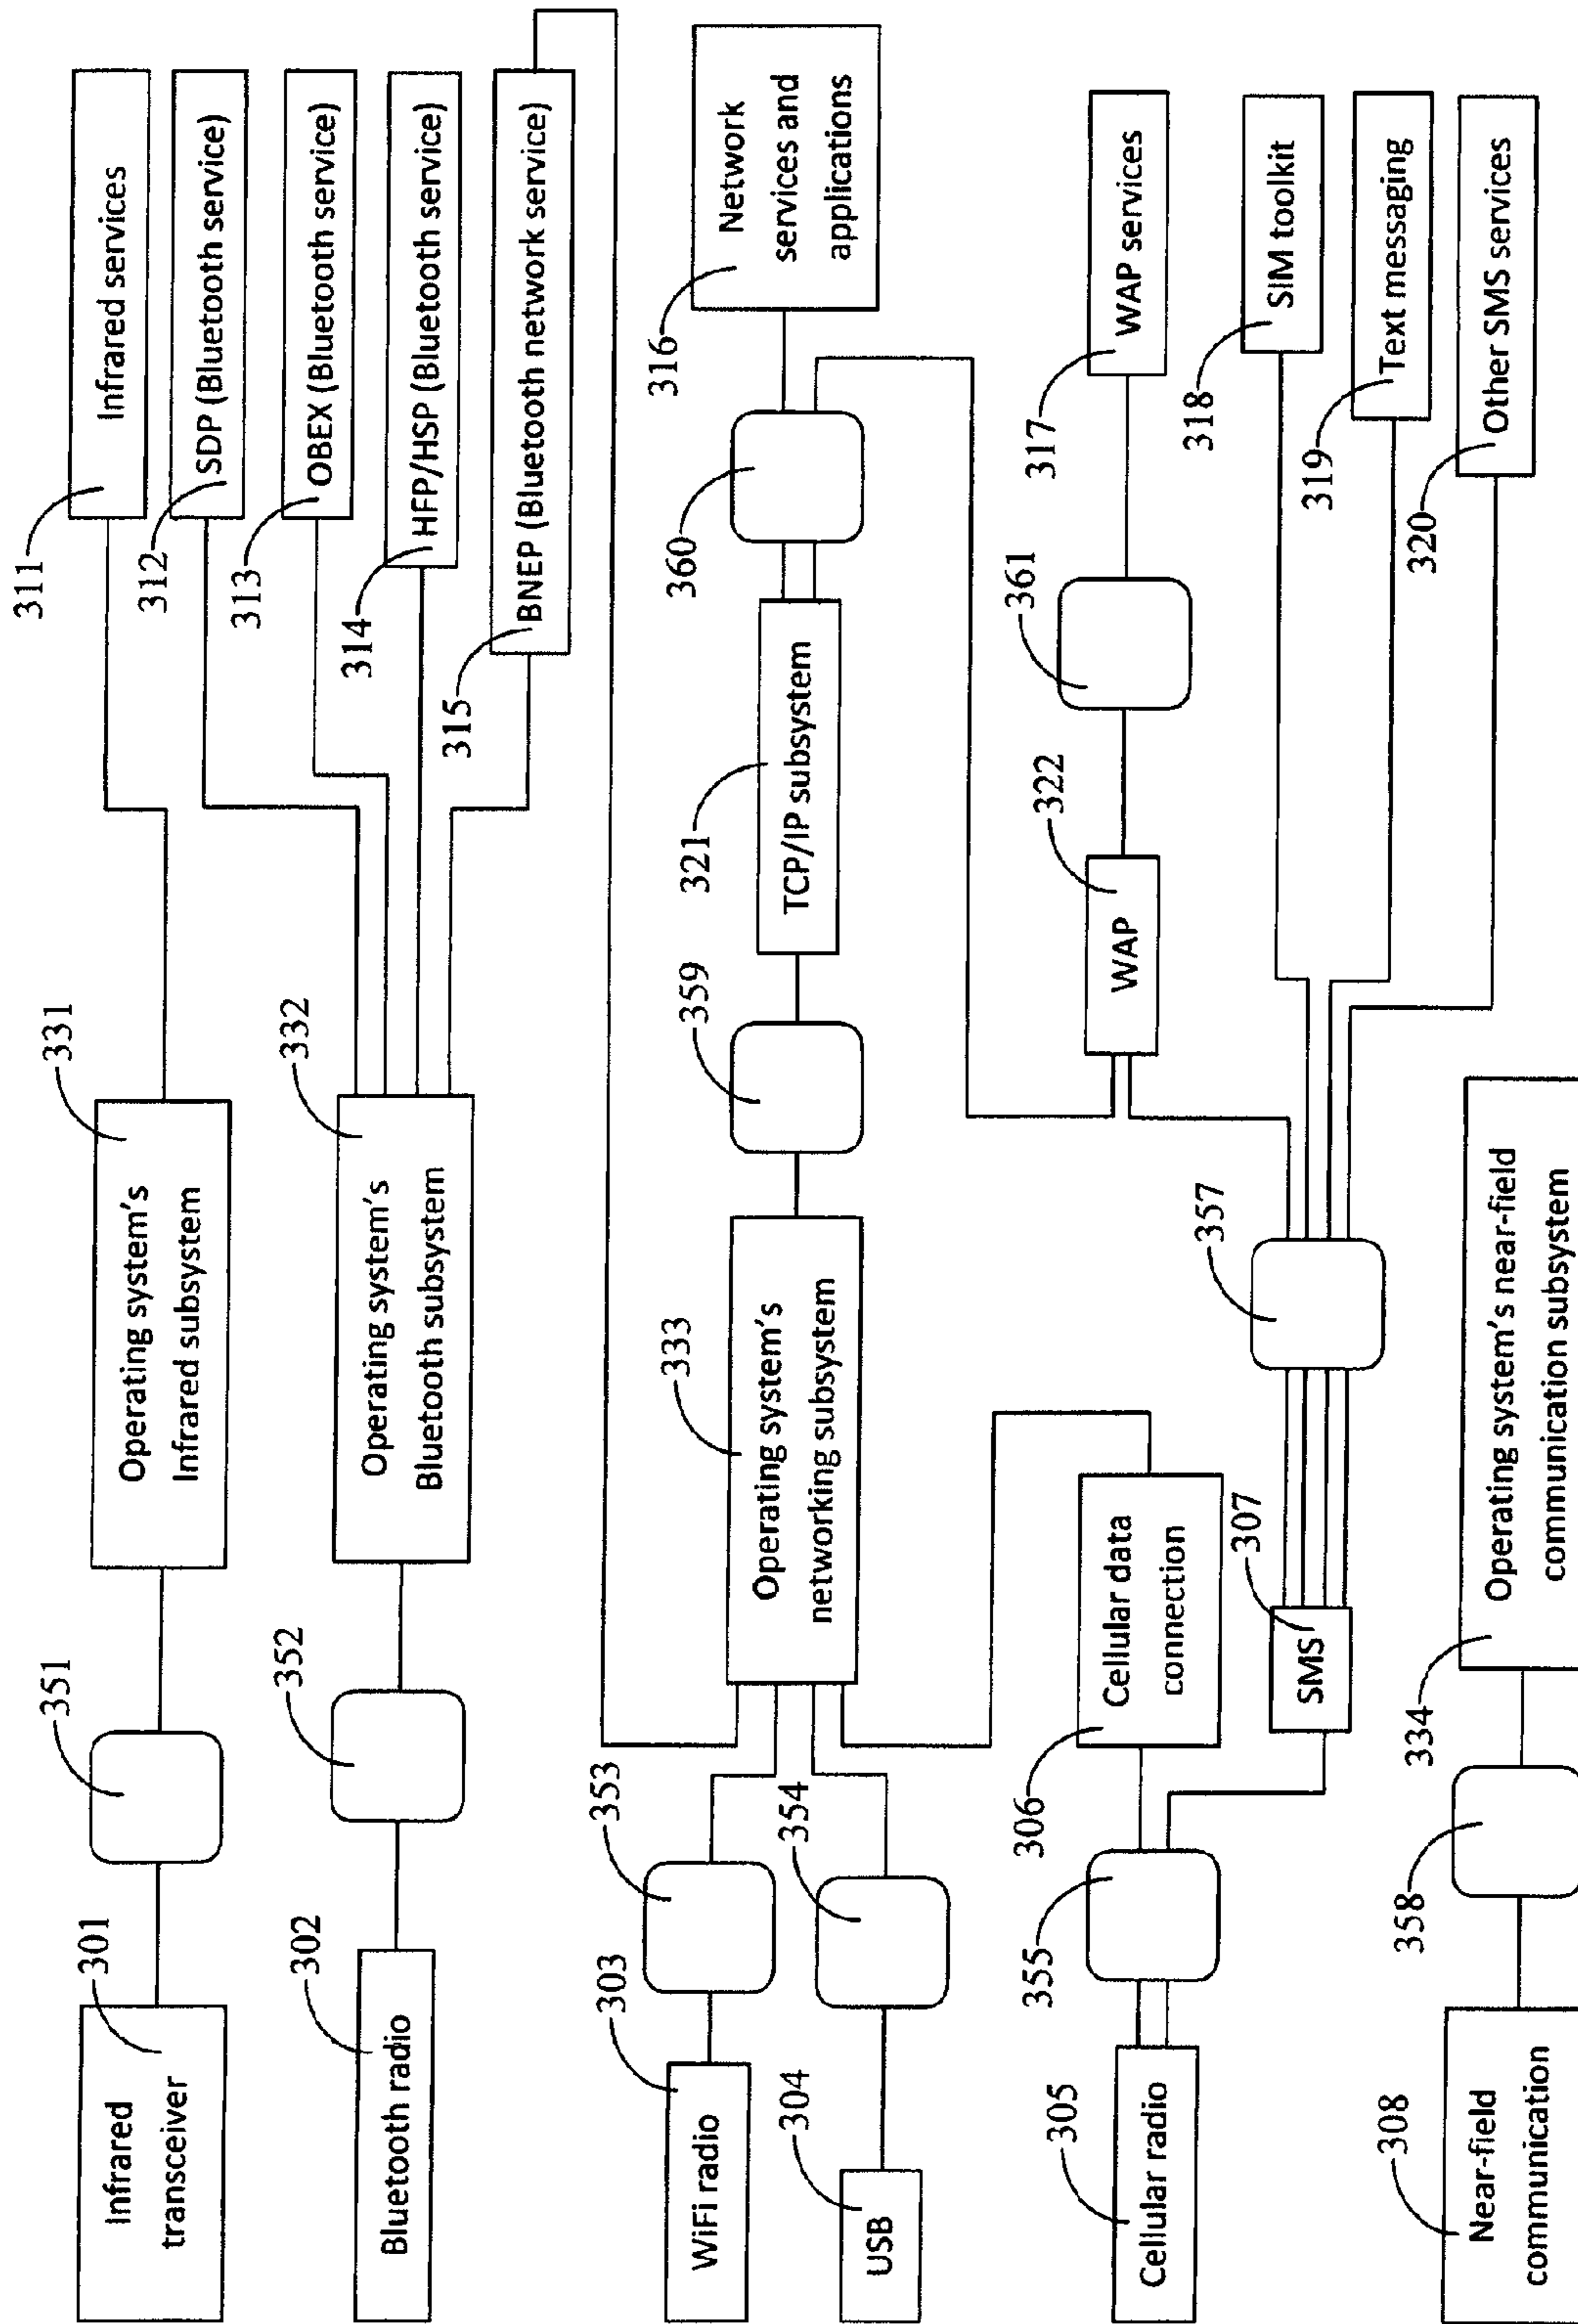 311
Infrared services
312
SDP (Bluetooth service)
313
OBEX (Bluetooth service)
314
HFP/HSP (Bluetooth service)
315
BNEP (Bluetooth network service)
331
Operating system's
Infrared subsystem
332
Operating system's
Bluetooth subsystem
351
352
301
Infrared
transceiver
302
Bluetooth radio
316
Network
services and
applications
360
321
TCP/IP subsystem
359
333
Operating system's
networking subsystem
353
354
303
WiFi radio
304
USB
317
WAP services
361
322
WAP
318
SIM toolkit
319
Text messaging
320
Other SMS services
357
306
Cellular data
connection
307
SMS
355
305
Cellular radio
334
Operating system's near-field
communication subsystem
358
308
Near-field
communication